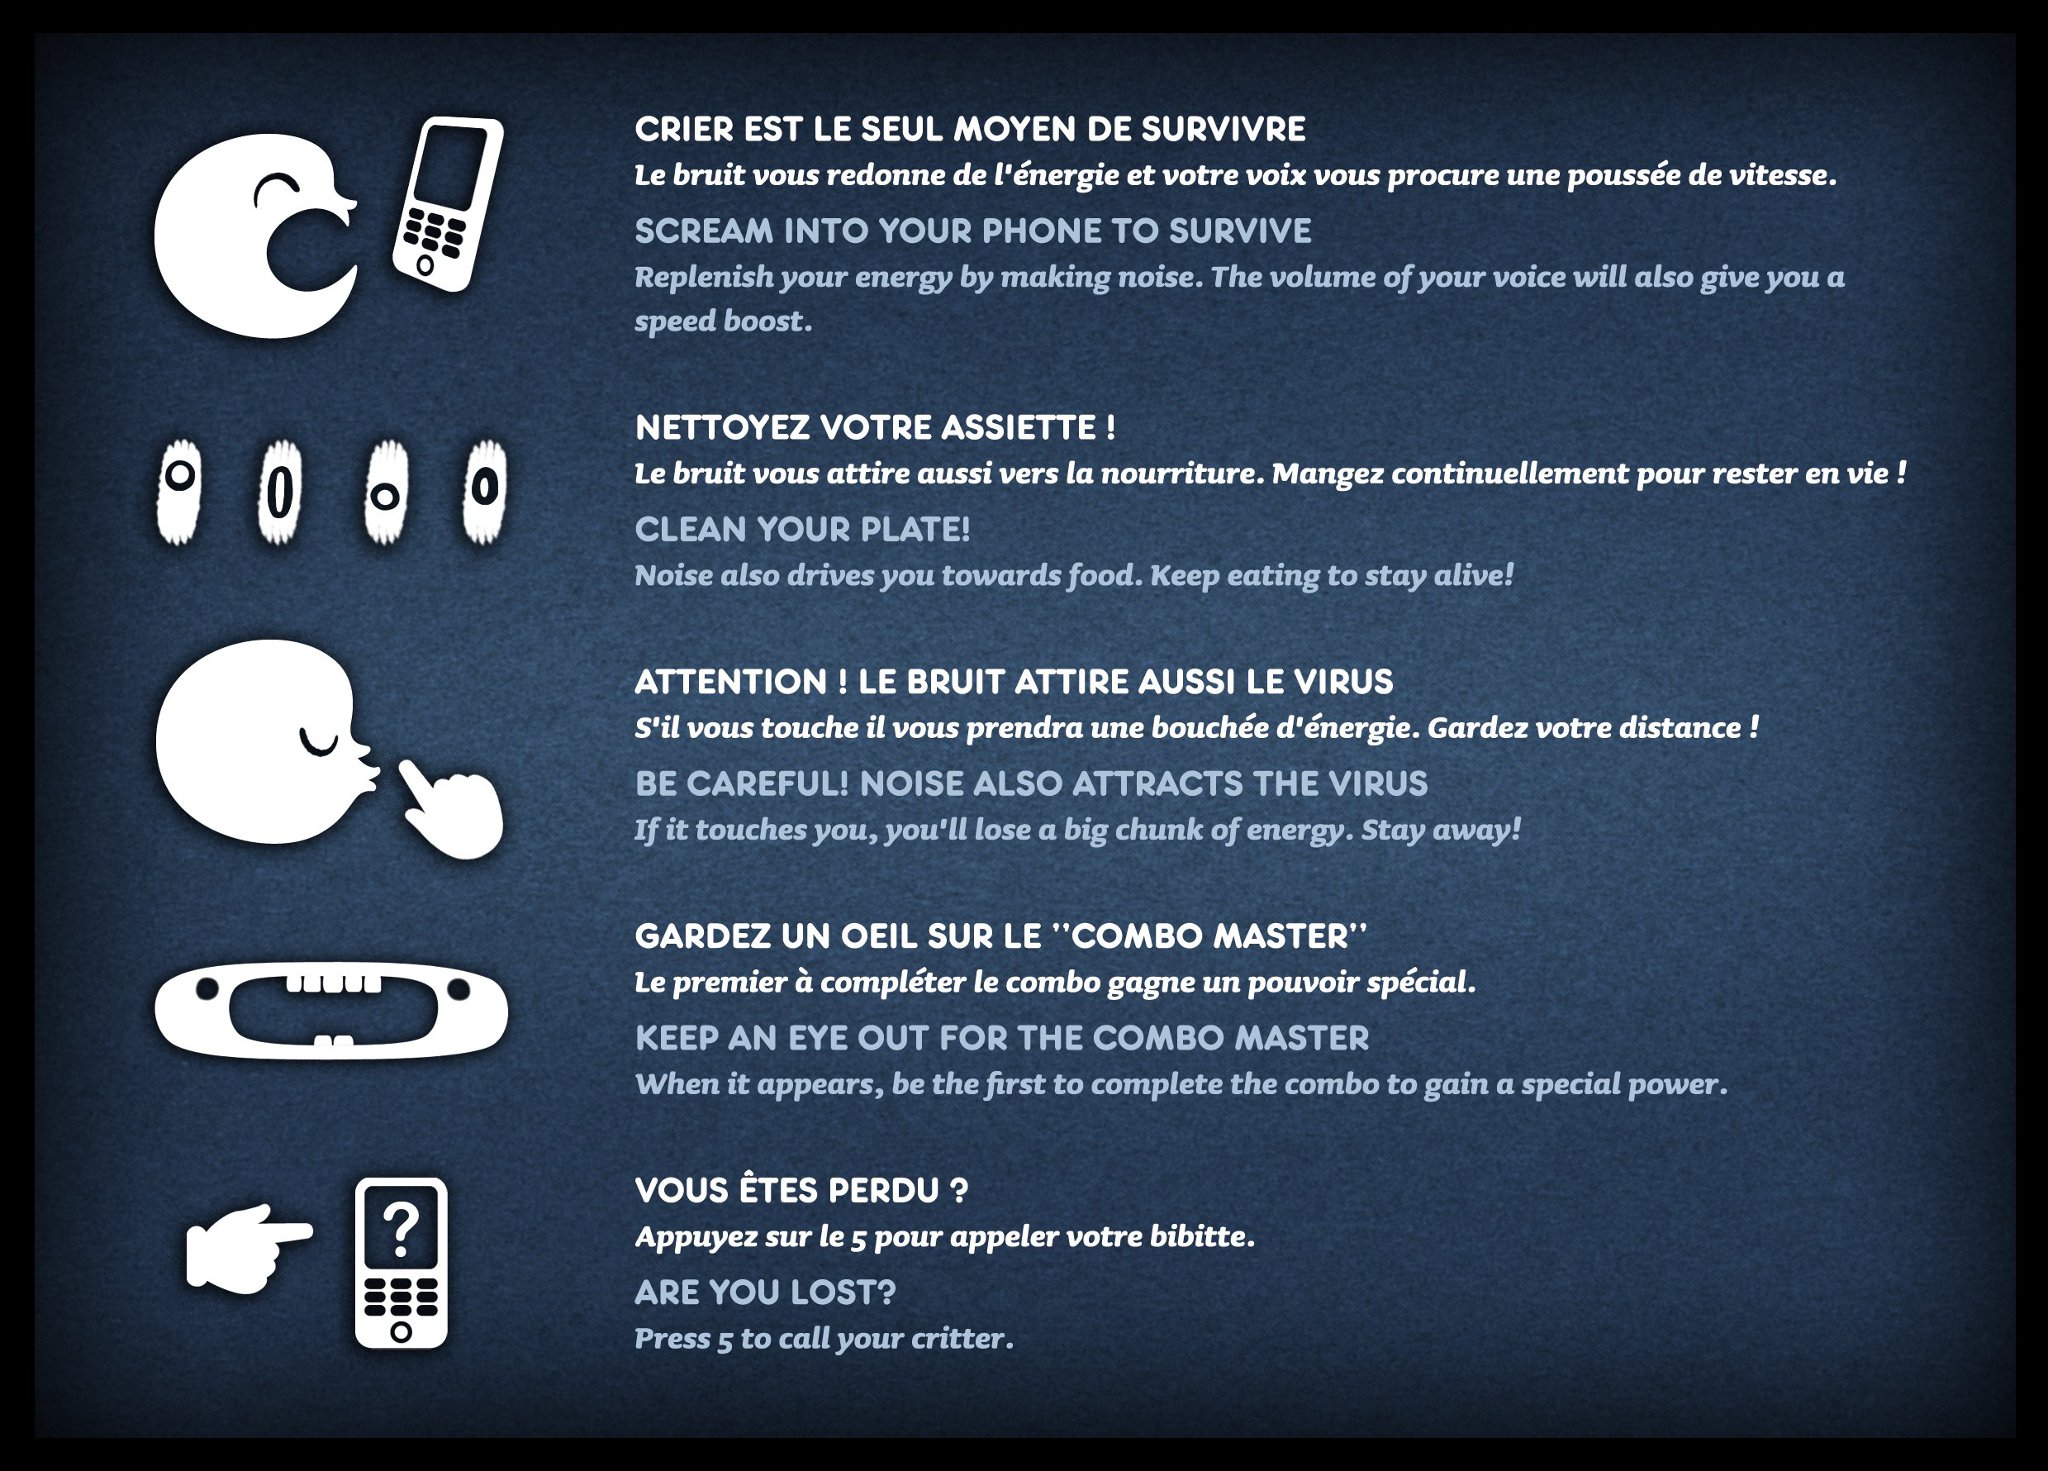 CRIER EST LE SEUL MOYEN DE SURVIVRE
Le bruit vous redonne de l'énergie et votre voix vous procure une poussée de vitesse.
SCREAM INTO YOUR PHONE TO SURVIVE
Replenish your energy by making noise. The volume of your voice will also give you a
speed boost.
NETTOYEZ VOTRE ASSIETTE !
Le bruit vous attire aussi vers la nourriture. Mangez continuellement pour rester en vie !
CLEAN YOUR PLATE!
Noise also drives you towards food. Keep eating to stay alive!
ATTENTION ! LE BRUIT ATTIRE AUSSI LE VIRUS
S'il vous touche il vous prendra une bouchée d'énergie. Gardez votre distance !
BE CAREFUL! NOISE ALSO ATTRACTS THE VIRUS
If it touches you, you'll lose a big chunk of energy. Stay away!
GARDEZ UN OEIL SUR LE ''COMBO MASTER''
Le premier à compléter le combo gagne un pouvoir spécial.
KEEP AN EYE OUT FOR THE COMBO MASTER
When it appears, be the first to complete the combo to gain a special power.
?
VOUS ÊTES PERDU ?
Appuyez sur le 5 pour appeler votre bibitte.
ARE YOU LOST?
Press 5 to call your critter.